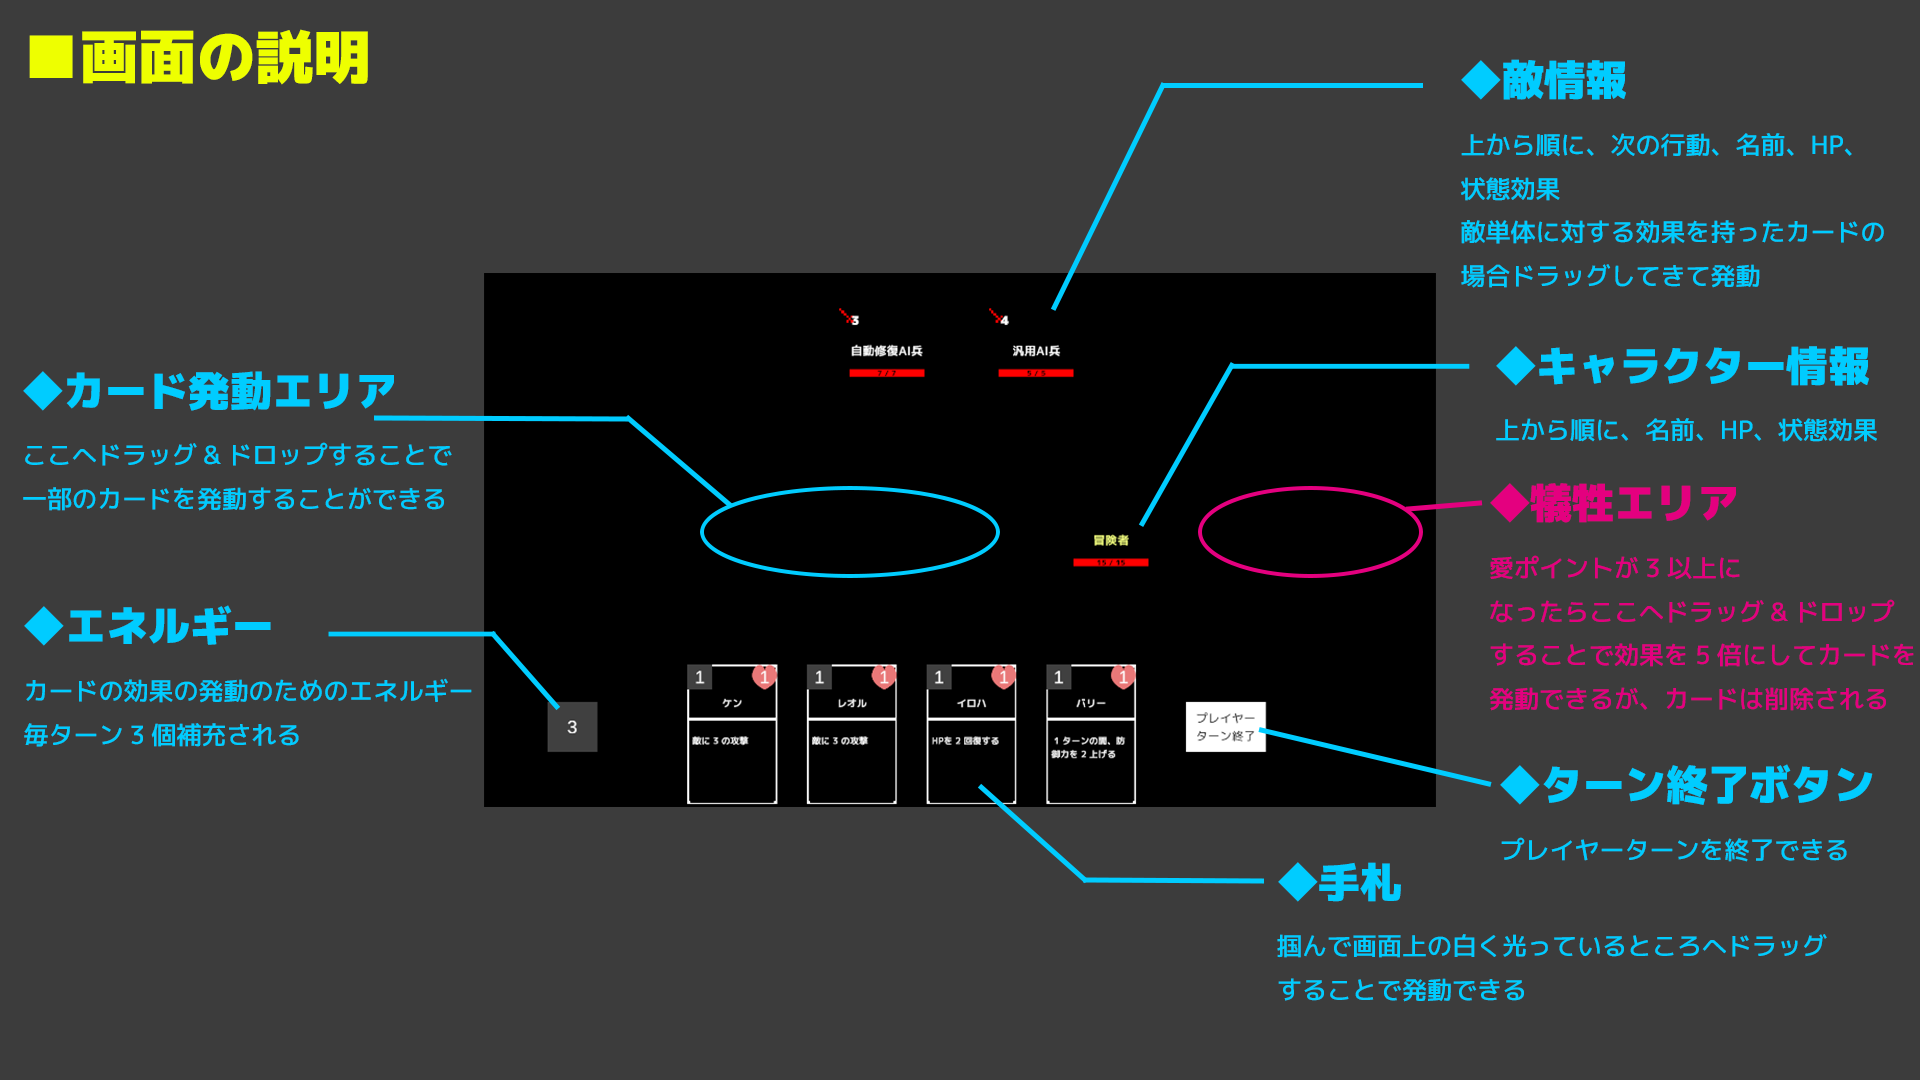 ■画面の説明
◆敵情報
上から順に、次の行動、名前、HP、
状態効果
敵単体に対する効果を持ったカードの
場合ドラッグしてきて発動
◆キャラクター情報
上から順に、名前、HP、状態効果
◆犠牲エリア
愛ポイントが 3 以上に
なったらここへドラッグ & ドロップ
することで効果を 5 倍にしてカードを
発動できるが、カードは削除される
◆カード発動エリア
ここへドラッグ & ドロップすることで
一部のカードを発動することができる
◆エネルギー
カードの効果の発動のためのエネルギー
毎ターン 3 個補充される
3
自動修復AI兵
7 / 7
4
汎用AI兵
5 / 5
冒険者
15 / 15
3
1
1
ケン
敵に 3 の攻撃
1
1
レオル
敵に 3 の攻撃
1
1
イロハ
HPを 2 回復する
1
1
バリー
1 ターンの間、防
御力を 2 上げる
プレイヤー
ターン終了
◆ターン終了ボタン
プレイヤーターンを終了できる
◆手札
掴んで画面上の白く光っているところへドラッグ
することで発動できる